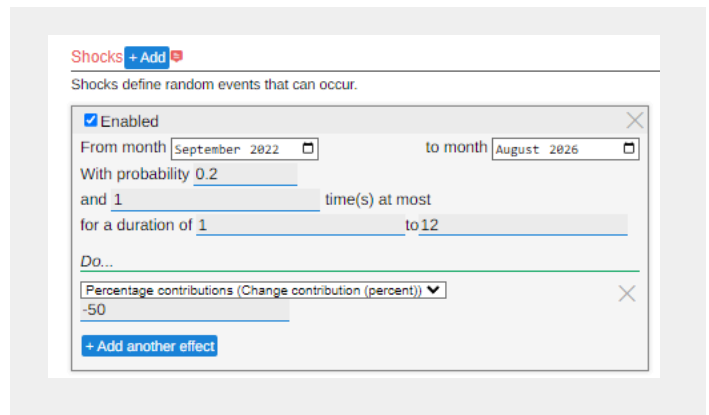 Shocks + Add
Shocks define random events that can occur.
Enabled
From month September 2022 to month August 2026
With probability 0.2
and 1 time(s) at most
for a duration of 1 to 12
Do...
Percentage contributions (Change contribution (percent))
-50
+ Add another effect